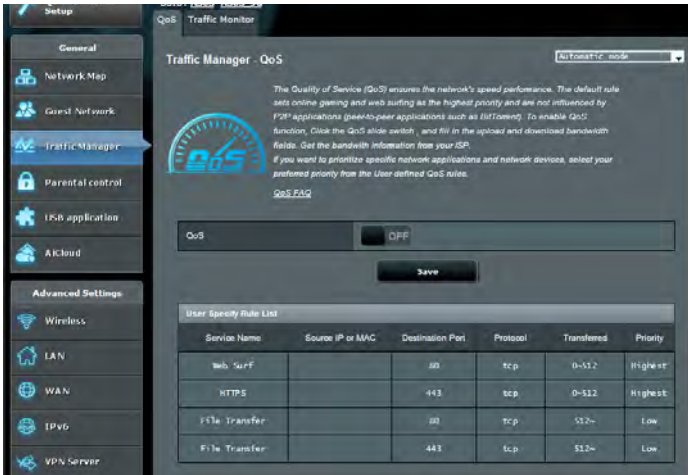 Setup
QoS Traffic Monitor
General
Network Map
Guest Network
Traffic Manager
Parental control
USB application
AiCloud
Advanced Settings
Wireless
LAN
WAN
IPv6
VPN Server
Traffic Manager - QoS
Automatic mode
The Quality of Service (QoS) ensures the network's speed performance. The default rule
sets online gaming and web surfing as the highest priority and are not influenced by
P2P applications (peer-to-peer applications such as BitTorrent). To enable QoS
function, Click the QoS slide switch , and fill in the upload and download bandwidth
fields. Get the bandwith information from your ISP.
If you want to prioritize specific network applications and network devices, select your
preferred priority from the User defined QoS rules.
QoS FAQ
QoS
QoS OFF
Save
User Specify Rule List
Service Name Source IP or MAC Destination Port Protocol Transferred Priority
Web Surf 80 tcp 0~512 Highest
HTTPS 443 tcp 0~512 Highest
File Transfer 80 tcp 512~ Low
File Transfer 443 tcp 512~ Low